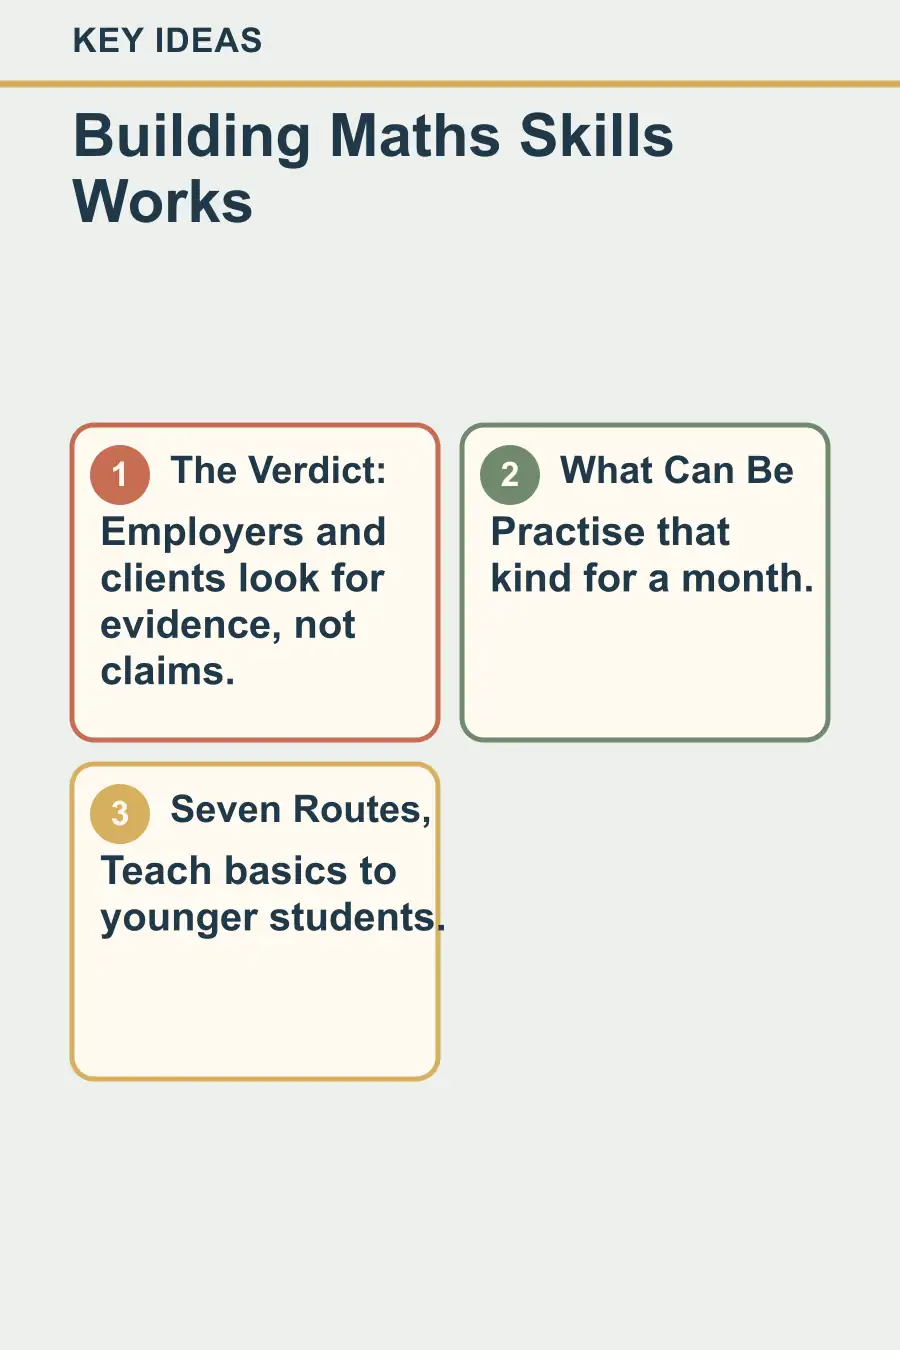 KEY IDEAS
Building Maths Skills
Works
1
The Verdict:
Employers and
clients look for
evidence, not
claims.
2
What Can Be
Practise that
kind for a month.
3
Seven Routes,
Teach basics to
younger students.